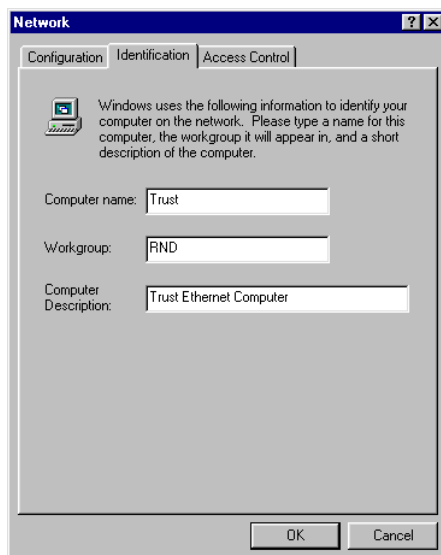 Network
Configuration Identification Access Control
Windows uses the following information to identify your
computer on the network. Please type a name for this
computer, the workgroup it will appear in, and a short
description of the computer.
Computer name: Trust
Workgroup: RND
Computer
Description: Trust Ethernet Computer
OK Cancel